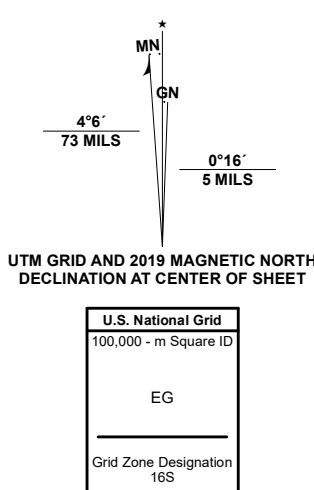 ★
MN
GN
4°6´
73 MILS
0°16´
5 MILS
UTM GRID AND 2019 MAGNETIC NORTH
DECLINATION AT CENTER OF SHEET
U.S. National Grid
100,000 - m Square ID
EG
Grid Zone Designation
16S